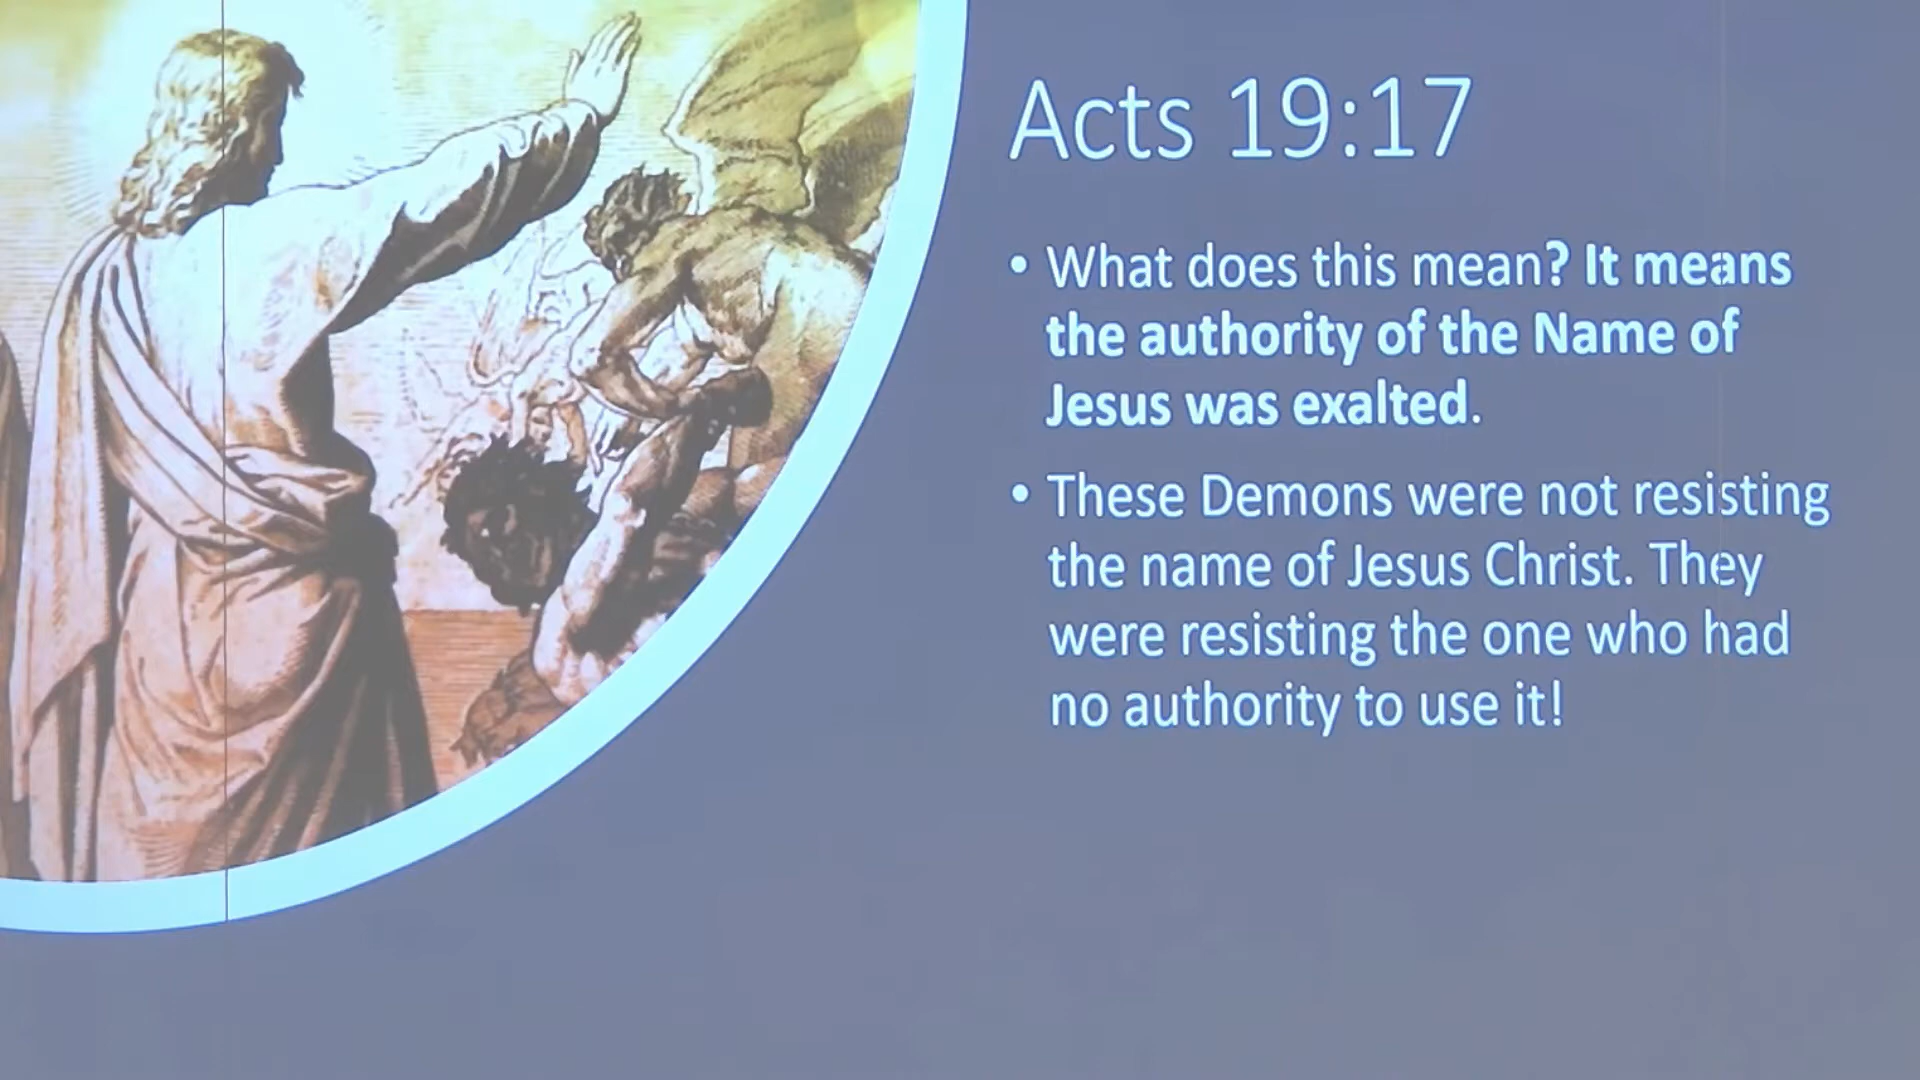 Acts 19:17
• What does this mean? It means
the authority of the Name of
Jesus was exalted.
• These Demons were not resisting
the name of Jesus Christ. They
were resisting the one who had
no authority to use it!